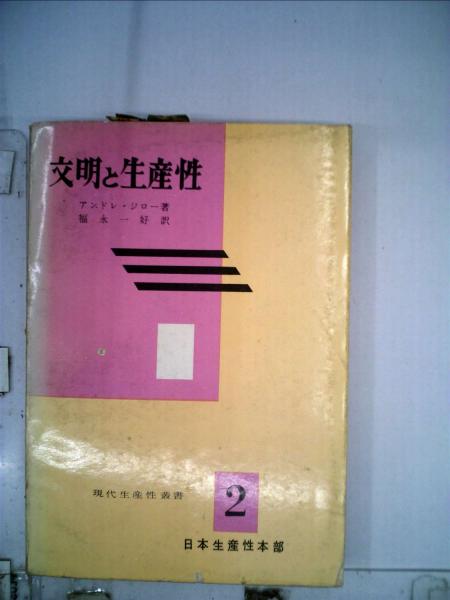 文明と生産性
アンドレ・ジロー著
福永一好訳
現代生産性叢書
2
日本生産性本部